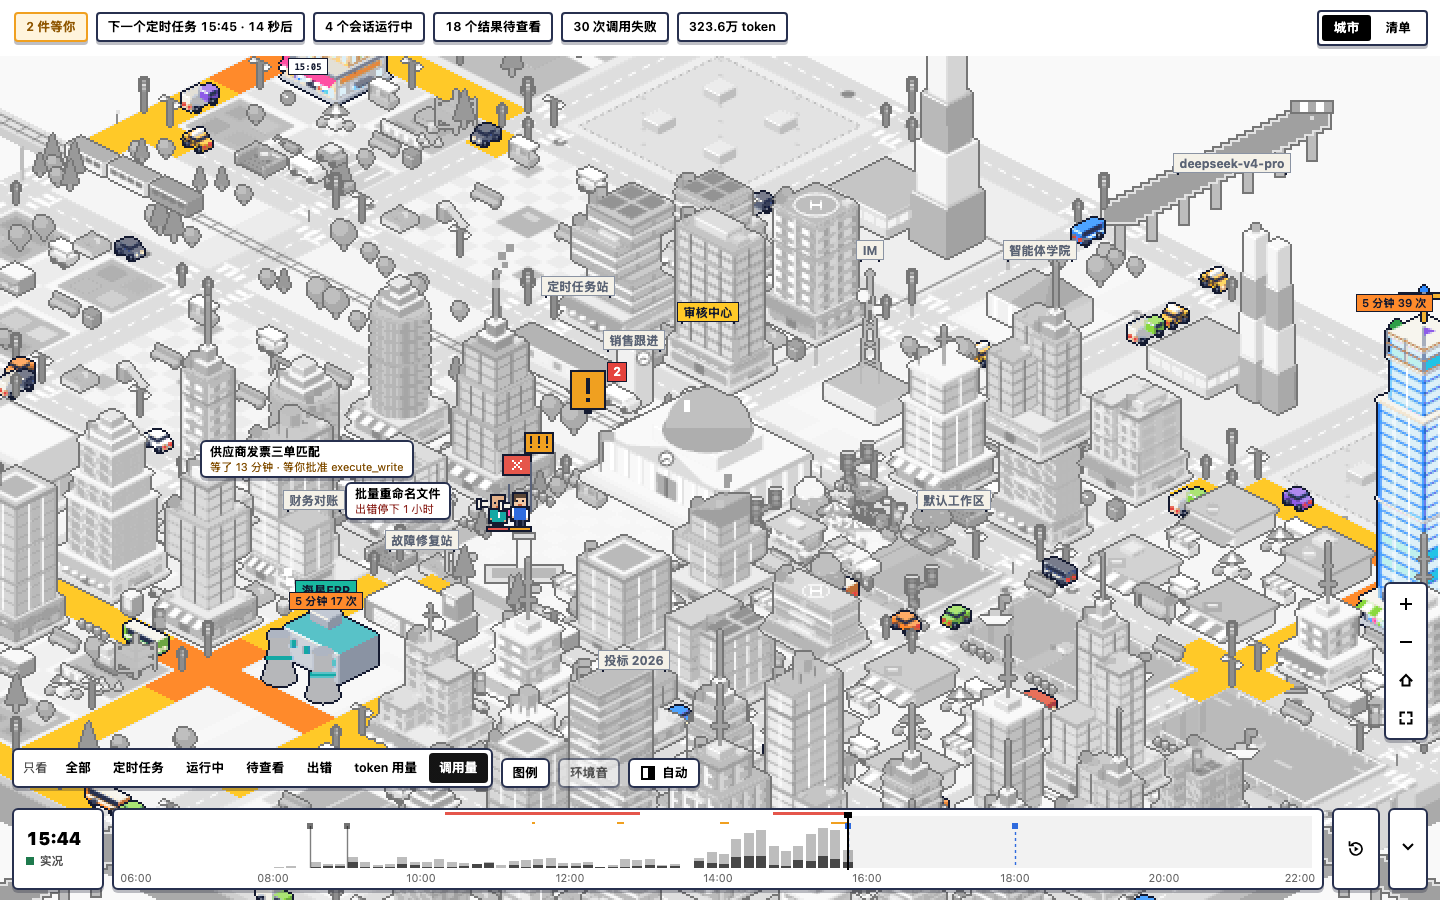 2 件等你
下一个定时任务 15:45 · 14 秒后
4 个会话运行中
18 个结果待查看
30 次调用失败
323.6万 token
城市
清单
15:05
deepseek-v4-pro
IM
智能体学院
定时任务站
5 分钟 39 次
审核中心
销售跟进
2
!
!!!
供应商发票三单匹配
等了 13 分钟 · 等你批准 execute_write
财务对账
批量重命名文件
出错停下 1 小时
默认工作区
故障修复站
5 分钟 17 次
投标 2026
只看
全部
定时任务
运行中
待查看
出错
token 用量
调用量
图例
环境音
自动
15:44
实况
06:00
08:00
10:00
12:00
14:00
16:00
18:00
20:00
22:00